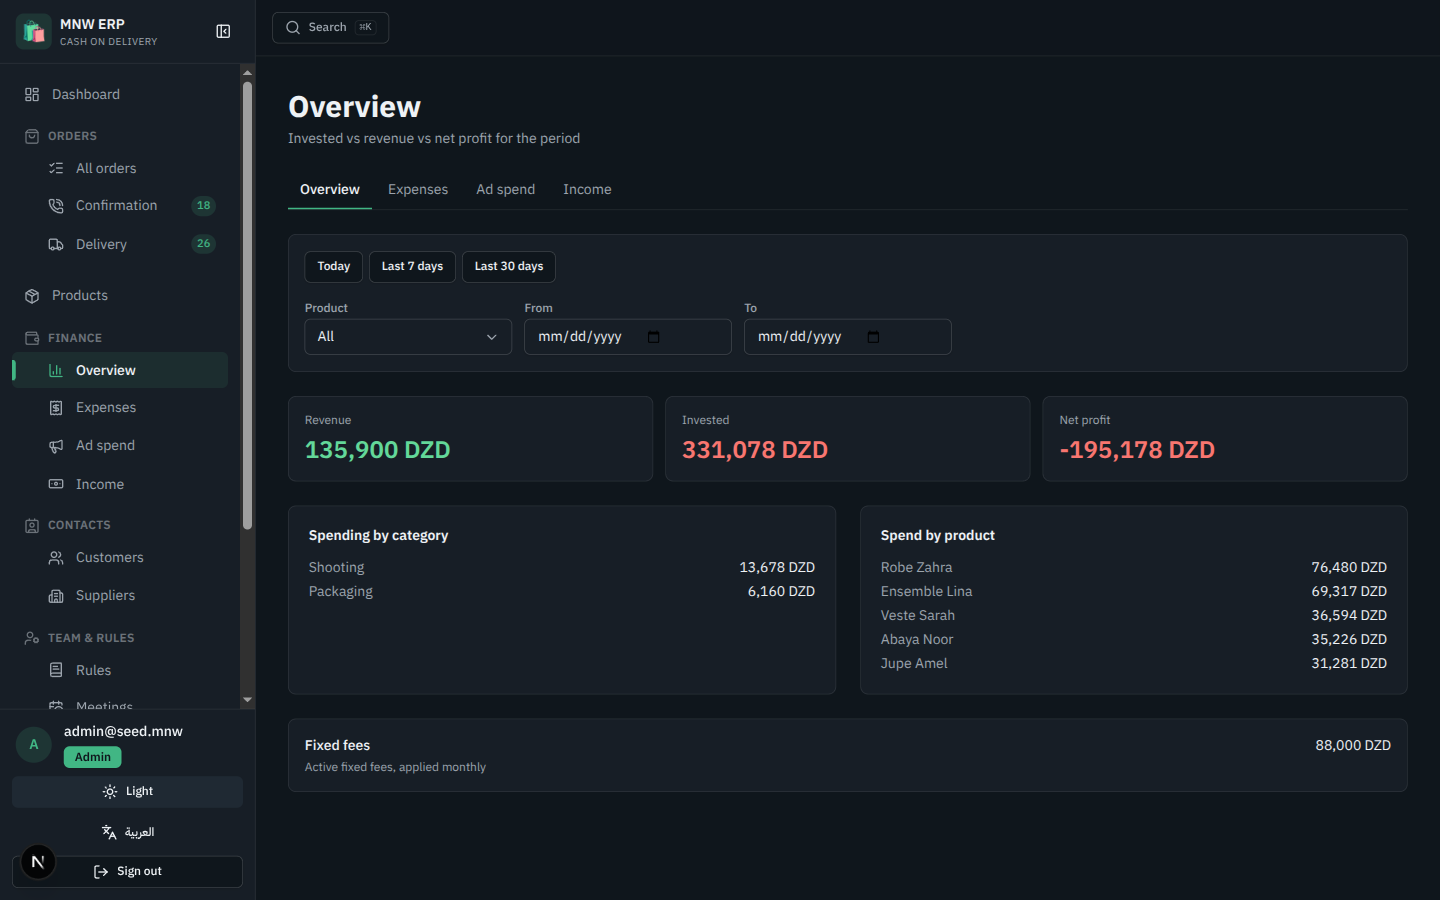 MNW ERP
CASH ON DELIVERY
Search ⌘K
Dashboard
ORDERS
All orders
Confirmation 18
Delivery 26
Products
FINANCE
Overview
Expenses
Ad spend
Income
CONTACTS
Customers
Suppliers
TEAM & RULES
Rules
Meetings
A
admin@seed.mnw
Admin
Light
العربية
N
Sign out
Overview
Invested vs revenue vs net profit for the period
Overview Expenses Ad spend Income
Today Last 7 days Last 30 days
Product From To
All mm/dd/yyyy mm/dd/yyyy
Revenue
135,900 DZD
Invested
331,078 DZD
Net profit
-195,178 DZD
Spending by category
Shooting 13,678 DZD
Packaging 6,160 DZD
Spend by product
Robe Zahra 76,480 DZD
Ensemble Lina 69,317 DZD
Veste Sarah 36,594 DZD
Abaya Noor 35,226 DZD
Jupe Amel 31,281 DZD
Fixed fees 88,000 DZD
Active fixed fees, applied monthly